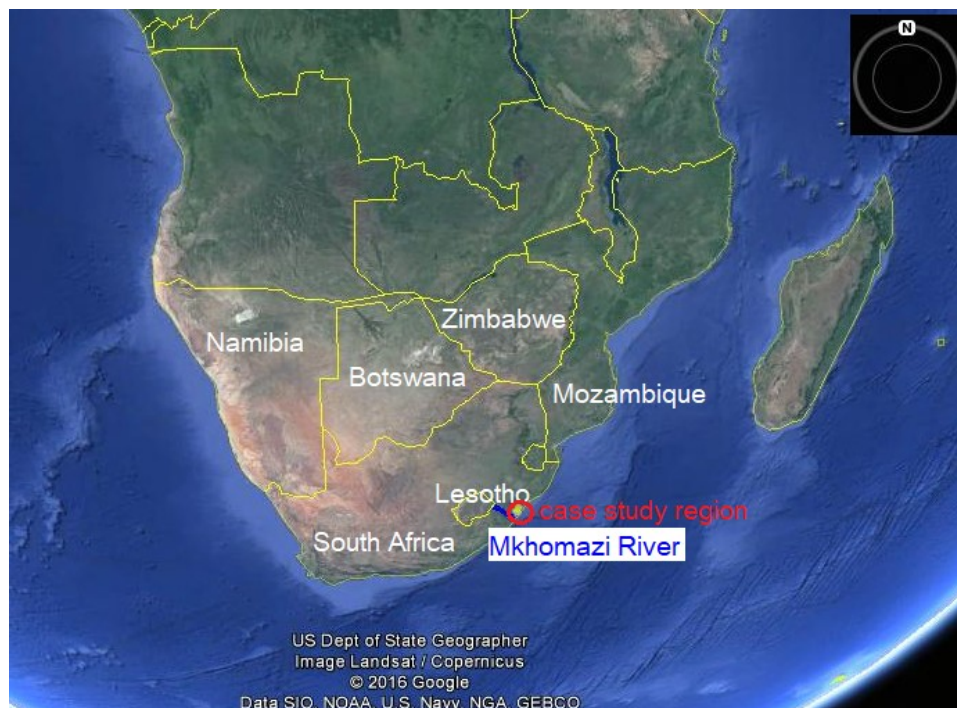 N
Zimbabwe
Namibia
Botswana
Mozambique
Lesotho
case study region
South Africa
Mkhomazi River
US Dept of State Geographer
Image Landsat / Copernicus
© 2016 Google
Data SIO, NOAA, U.S. Navy, NGA, GEBCO